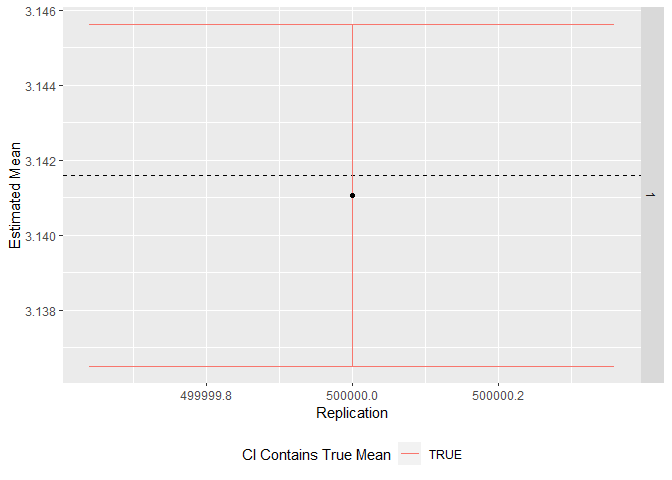 3.146
3.144
3.142
3.140
3.138
Estimated Mean
1
499999.8
500000.0
500000.2
Replication
CI Contains True Mean
TRUE